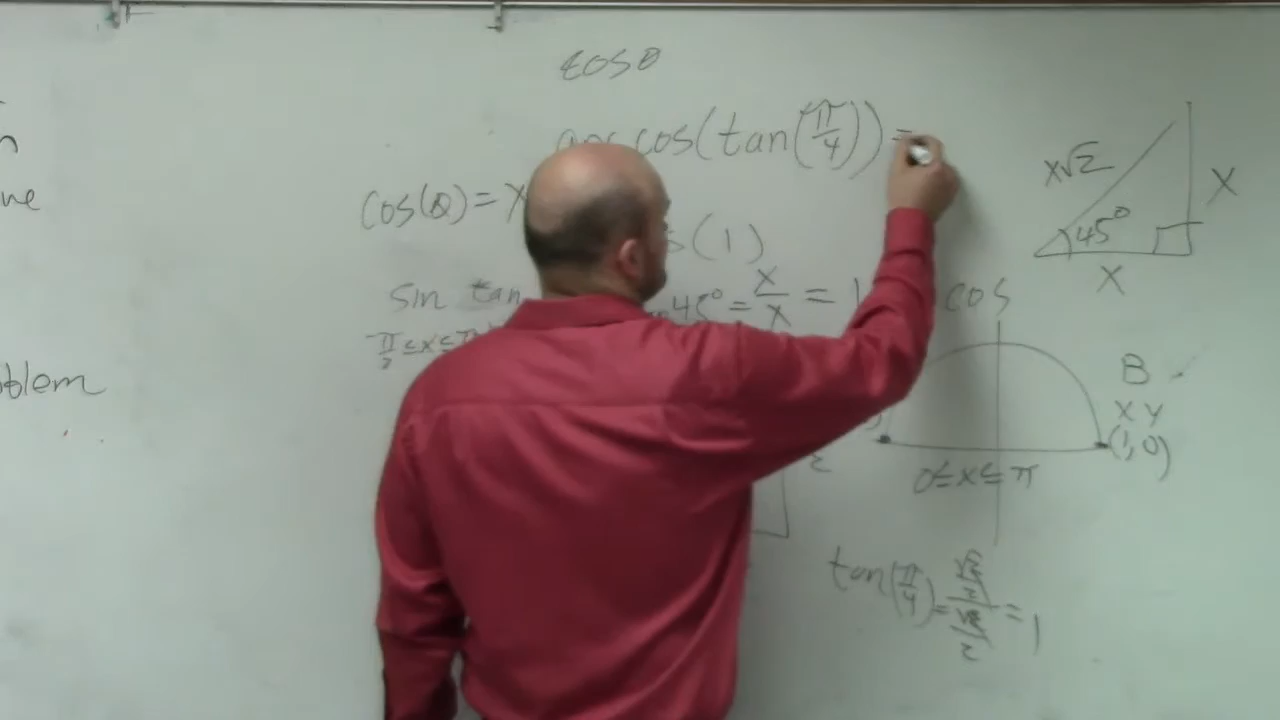 cos θ
cos(tan(π/4)) =
cos(θ) = x
(1)
sin tan
45° = x/x = 1
π/2 ≤ x ≤ π
oblem
x√2
x
45°
x
cos
B
x y
(1, 0)
0 ≤ x ≤ π
tan(π/4) = (√2/2)/(√2/2) = 1